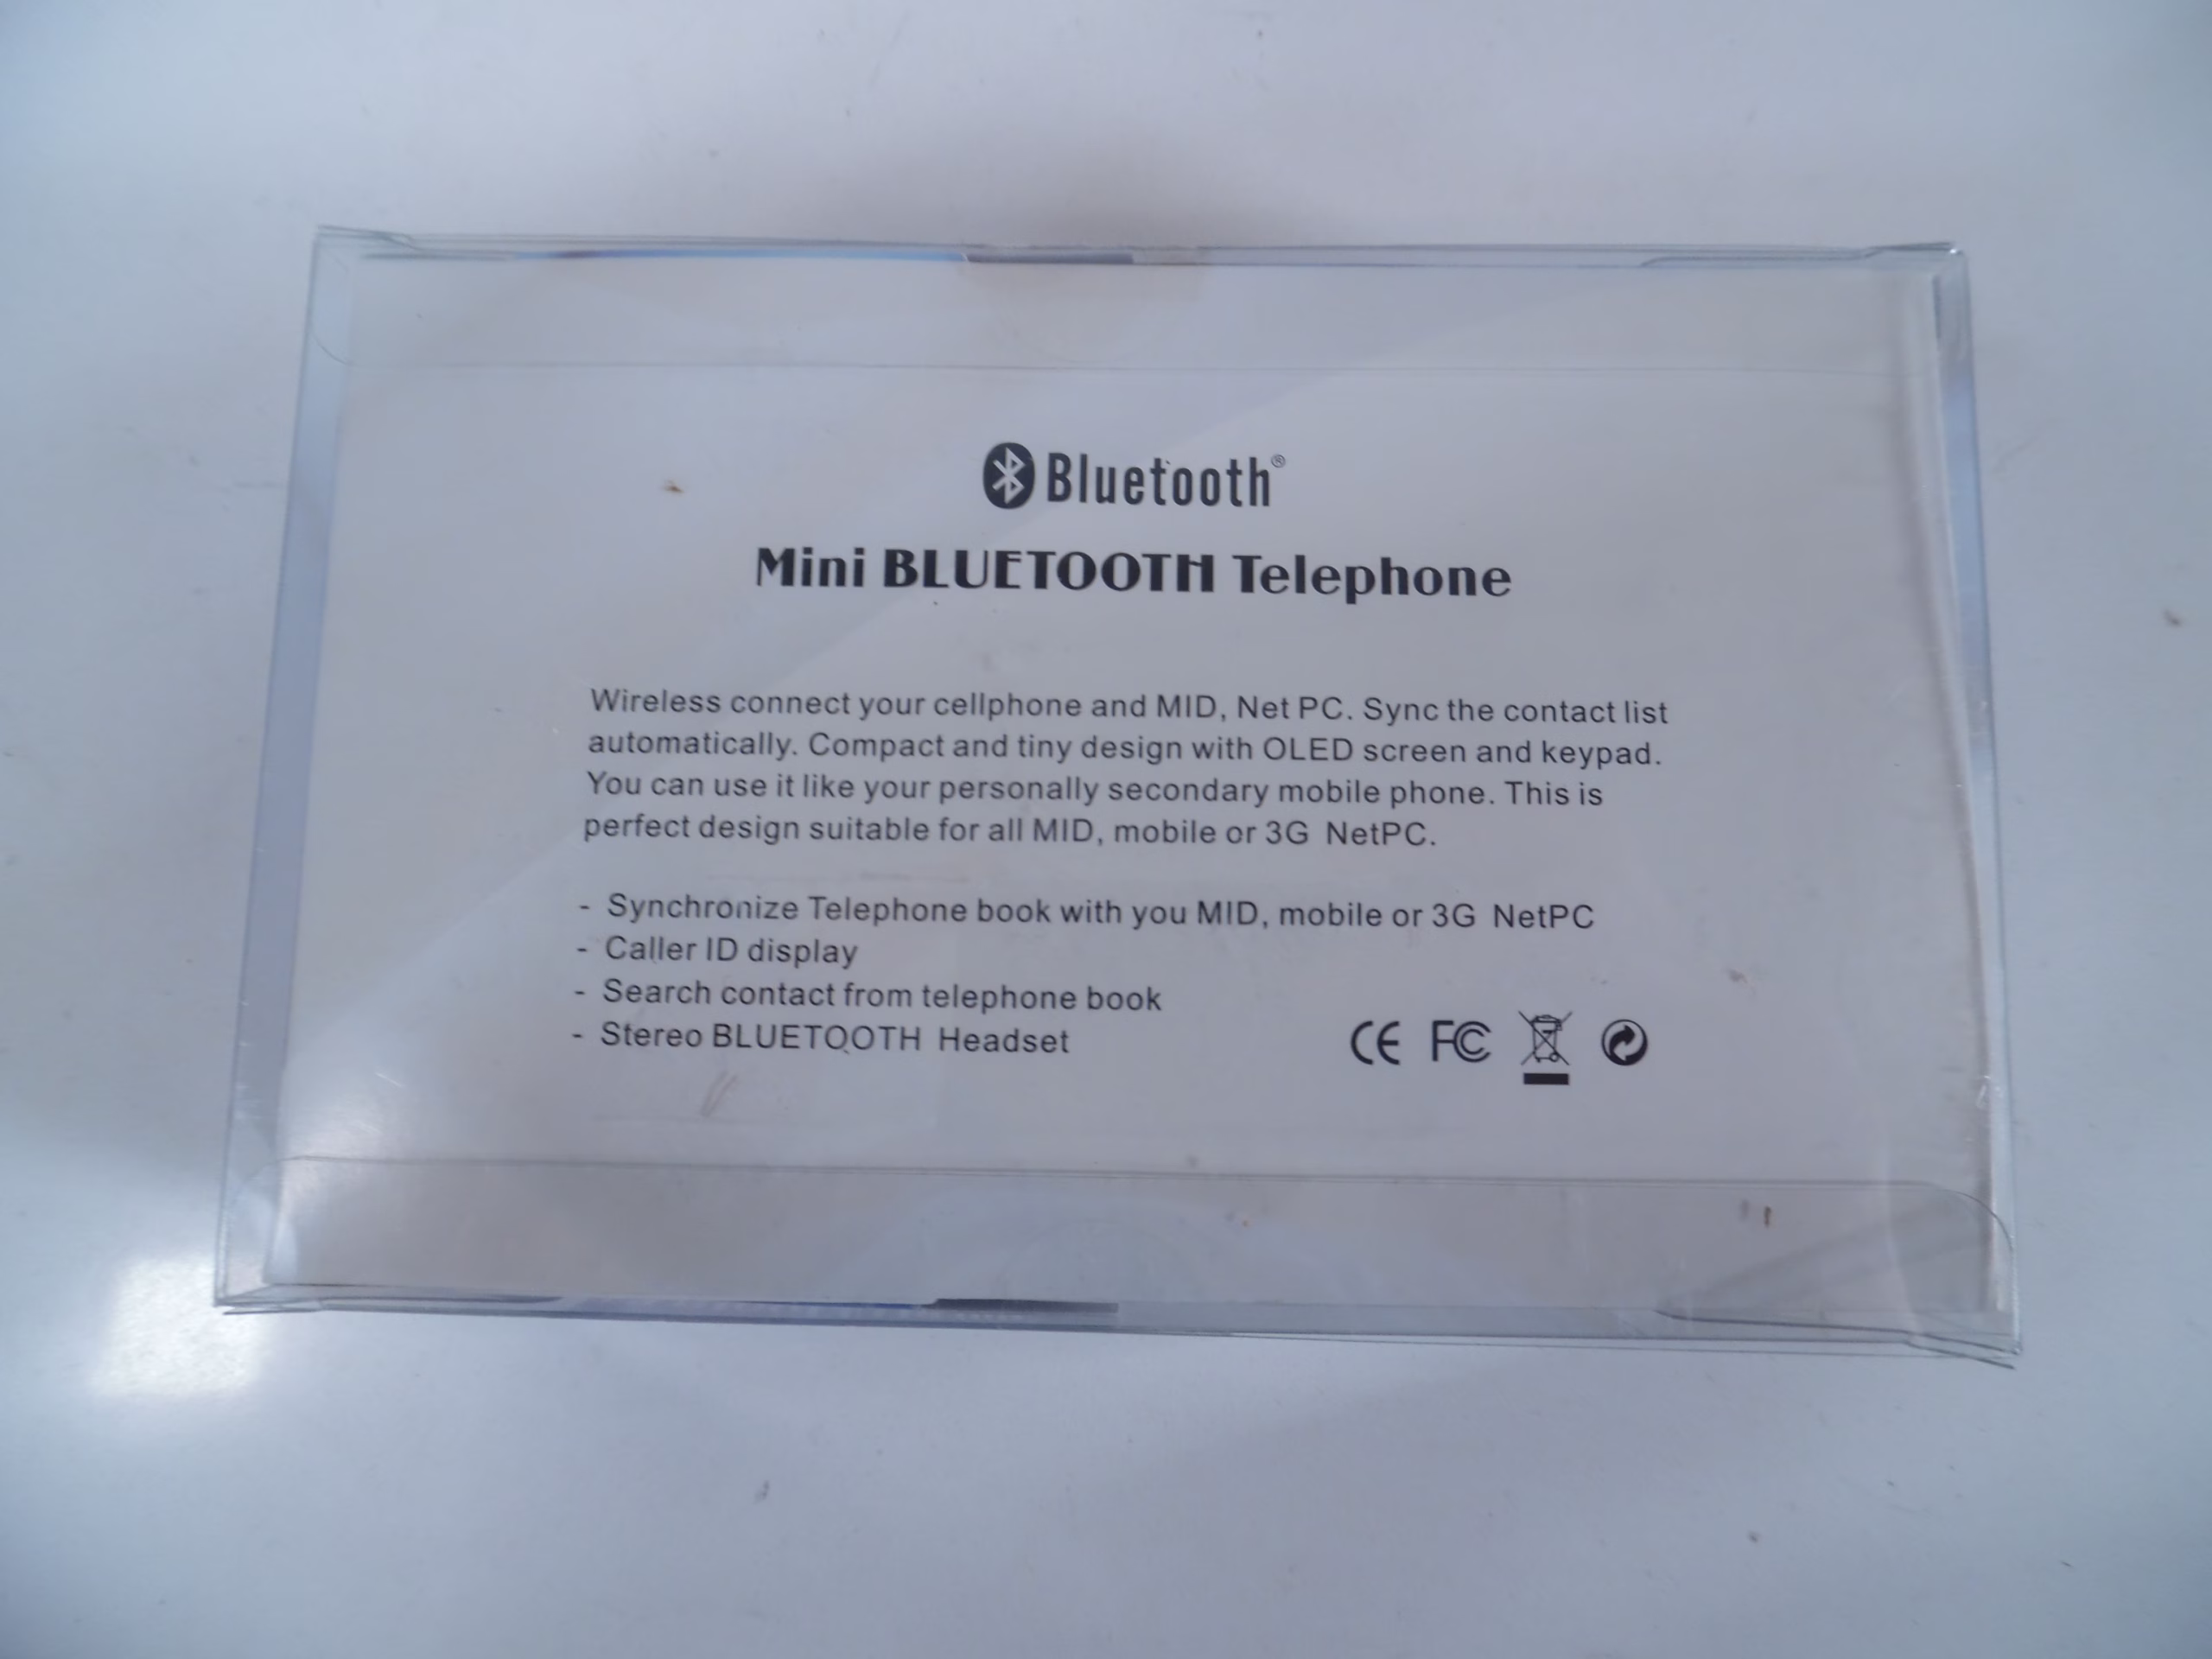 Bluetooth®
Mini BLUETOOTH Telephone
Wireless connect your cellphone and MID, Net PC. Sync the contact list
automatically. Compact and tiny design with OLED screen and keypad.
You can use it like your personally secondary mobile phone. This is
perfect design suitable for all MID, mobile or 3G NetPC.
- Synchronize Telephone book with you MID, mobile or 3G NetPC
- Caller ID display
- Search contact from telephone book
- Stereo BLUETOOTH Headset
CE FC